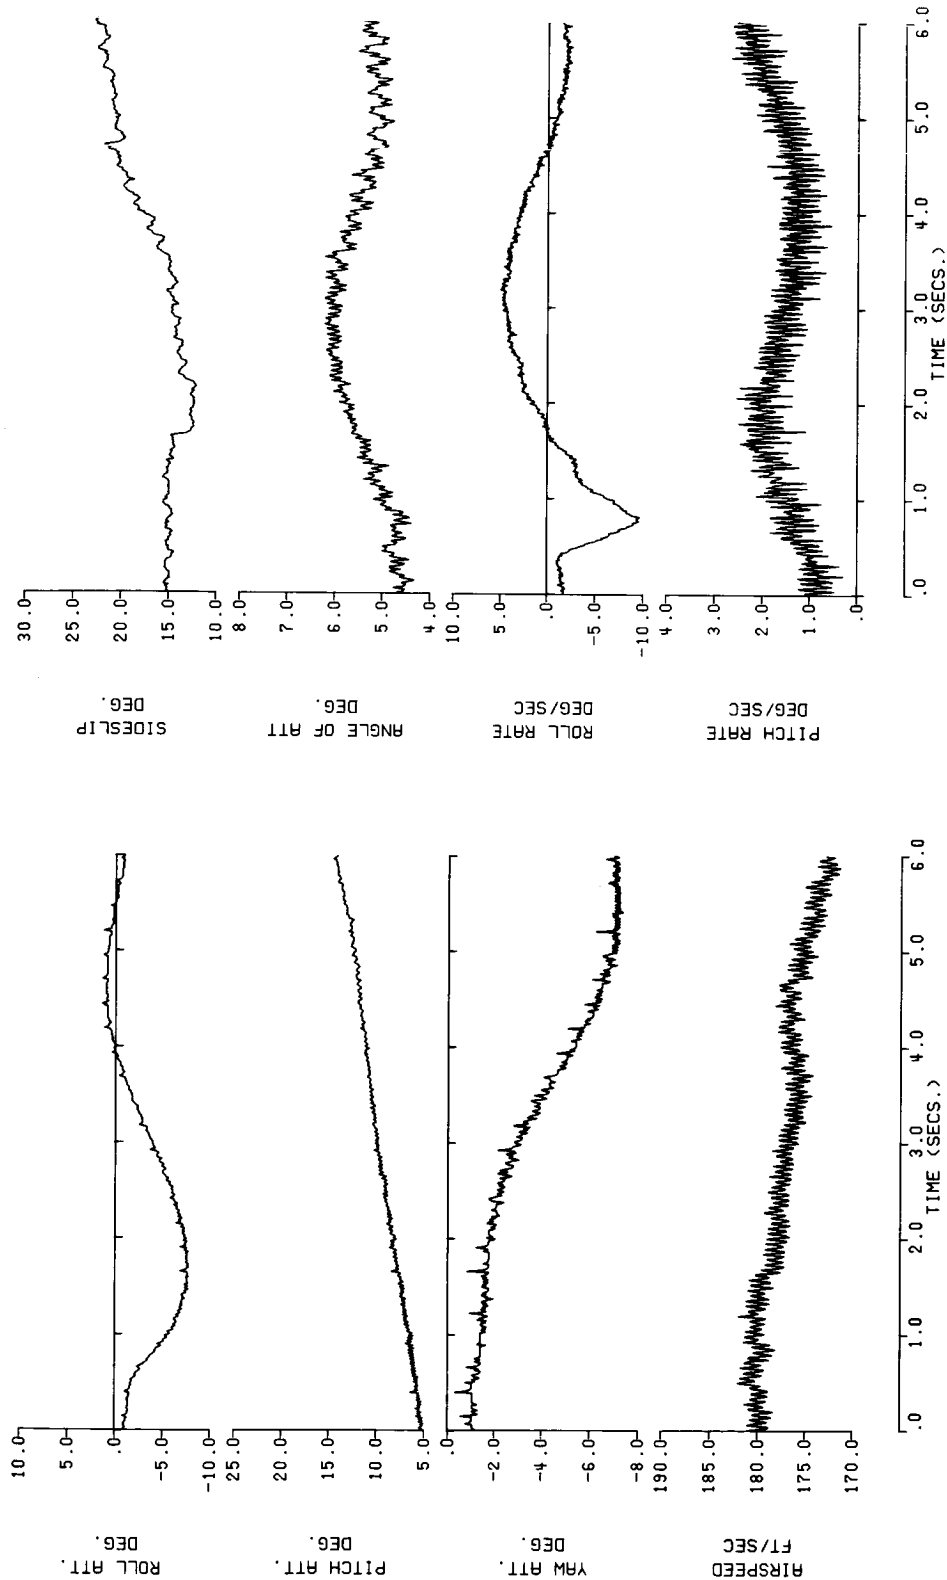 SIDESLIP
DEG.
30.0
25.0
20.0
15.0
10.0
ANGLE OF ATT
DEG.
8.0
7.0
6.0
5.0
4.0
ROLL RATE
DEG/SEC
10.0
5.0
.0
-5.0
-10.0
PITCH RATE
DEG/SEC
4.0
3.0
2.0
1.0
.0
.0 1.0 2.0 3.0 4.0 5.0 6.0
TIME (SECS.)
ROLL ATT.
DEG.
10.0
5.0
.0
-5.0
-10.0
PITCH ATT.
DEG.
25.0
20.0
15.0
10.0
5.0
YAW ATT.
DEG.
0
-2.0
-4.0
-6.0
-8.0
AIRSPEED
FT/SEC
190.0
185.0
180.0
175.0
170.0
.0 1.0 2.0 3.0 4.0 5.0 6.0
TIME (SECS.)